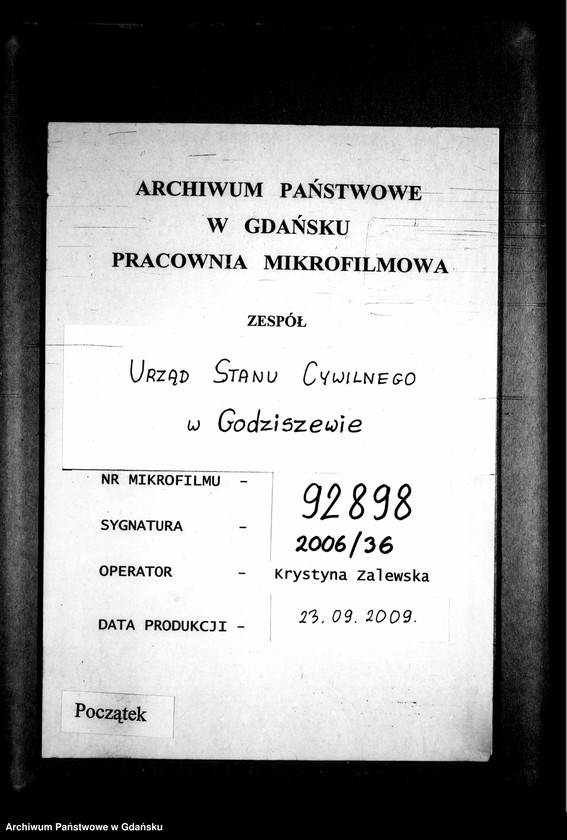 ARCHIWUM PAŃSTWOWE
W GDAŃSKU
PRACOWNIA MIKROFILMOWA
ZESPÓŁ
URZĄD STANU CYWILNEGO
w Godziszewie
NR MIKROFILMU - 92898
SYGNATURA - 2006/36
OPERATOR - Krystyna Zalewska
DATA PRODUKCJI - 23.09.2009.
Początek
Archiwum Państwowe w Gdańsku